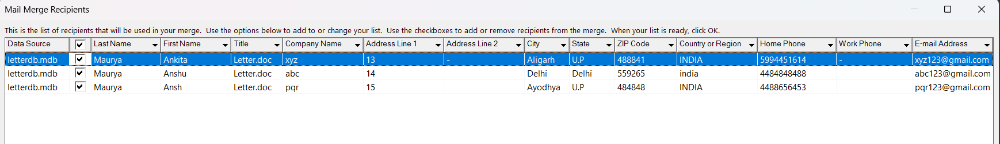 Mail Merge Recipients
This is the list of recipients that will be used in your merge.  Use the options below to add to or change your list.  Use the checkboxes to add or remove recipients from the merge.  When your list is ready, click OK.
Data Source Last Name First Name Title Company Name Address Line 1 Address Line 2 City State ZIP Code Country or Region Home Phone Work Phone E-mail Address
letterdb.mdb Maurya Ankita Letter.doc xyz 13 - Aligarh U.P 488841 INDIA 5994451614 - xyz123@gmail.com
letterdb.mdb Maurya Anshu Letter.doc abc 14 Delhi Delhi 559265 india 4484848488 abc123@gmail.com
letterdb.mdb Maurya Ansh Letter.doc pqr 15 Ayodhya U.P 484848 INDIA 4488656453 pqr123@gmail.com